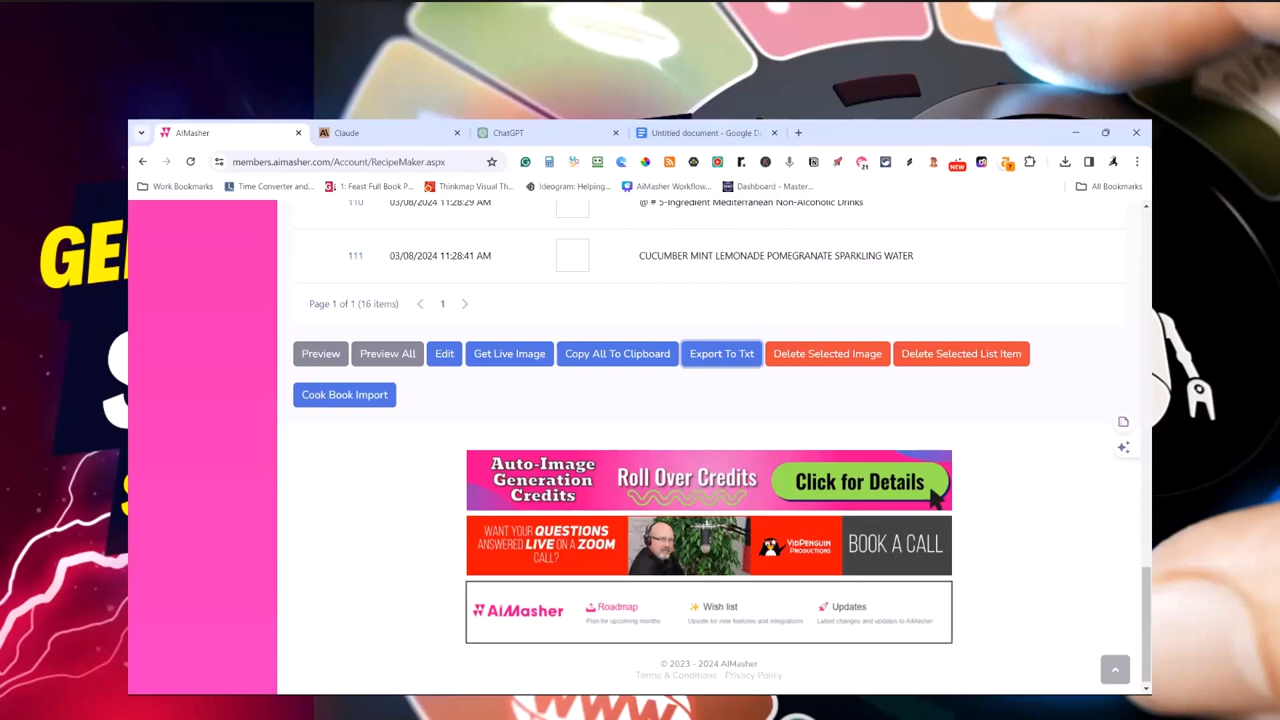 AIMasher
Claude
ChatGPT
Untitled document - Google D
members.aimasher.com/Account/RecipeMaker.aspx
NEW
21
7
Work Bookmarks
Time Converter and...
1: Feast Full Book P...
Thinkmap Visual Th...
Ideogram: Helping...
AiMasher Workflow...
Dashboard - Master...
All Bookmarks
110 03/08/2024 11:28:29 AM @ # 5-Ingredient Mediterranean Non-Alcoholic Drinks
GE
111 03/08/2024 11:28:41 AM CUCUMBER MINT LEMONADE POMEGRANATE SPARKLING WATER
Page 1 of 1 (16 items) 1
Preview
Preview All
Edit
Get Live Image
Copy All To Clipboard
Export To Txt
Delete Selected Image
Delete Selected List Item
Cook Book Import
Auto-Image
Generation
Credits
Roll Over Credits
Click for Details
WANT YOUR QUESTIONS
ANSWERED LIVE ON A ZOOM
CALL?
VIDPENGUIN
PRODUCTIONS
BOOK A CALL
AiMasher
Roadmap
Plan for upcoming months
Wish list
Upvote for new features and integrations
Updates
Latest changes and updates to AiMasher
© 2023 - 2024 AIMasher
Terms & Conditions Privacy Policy
WWW